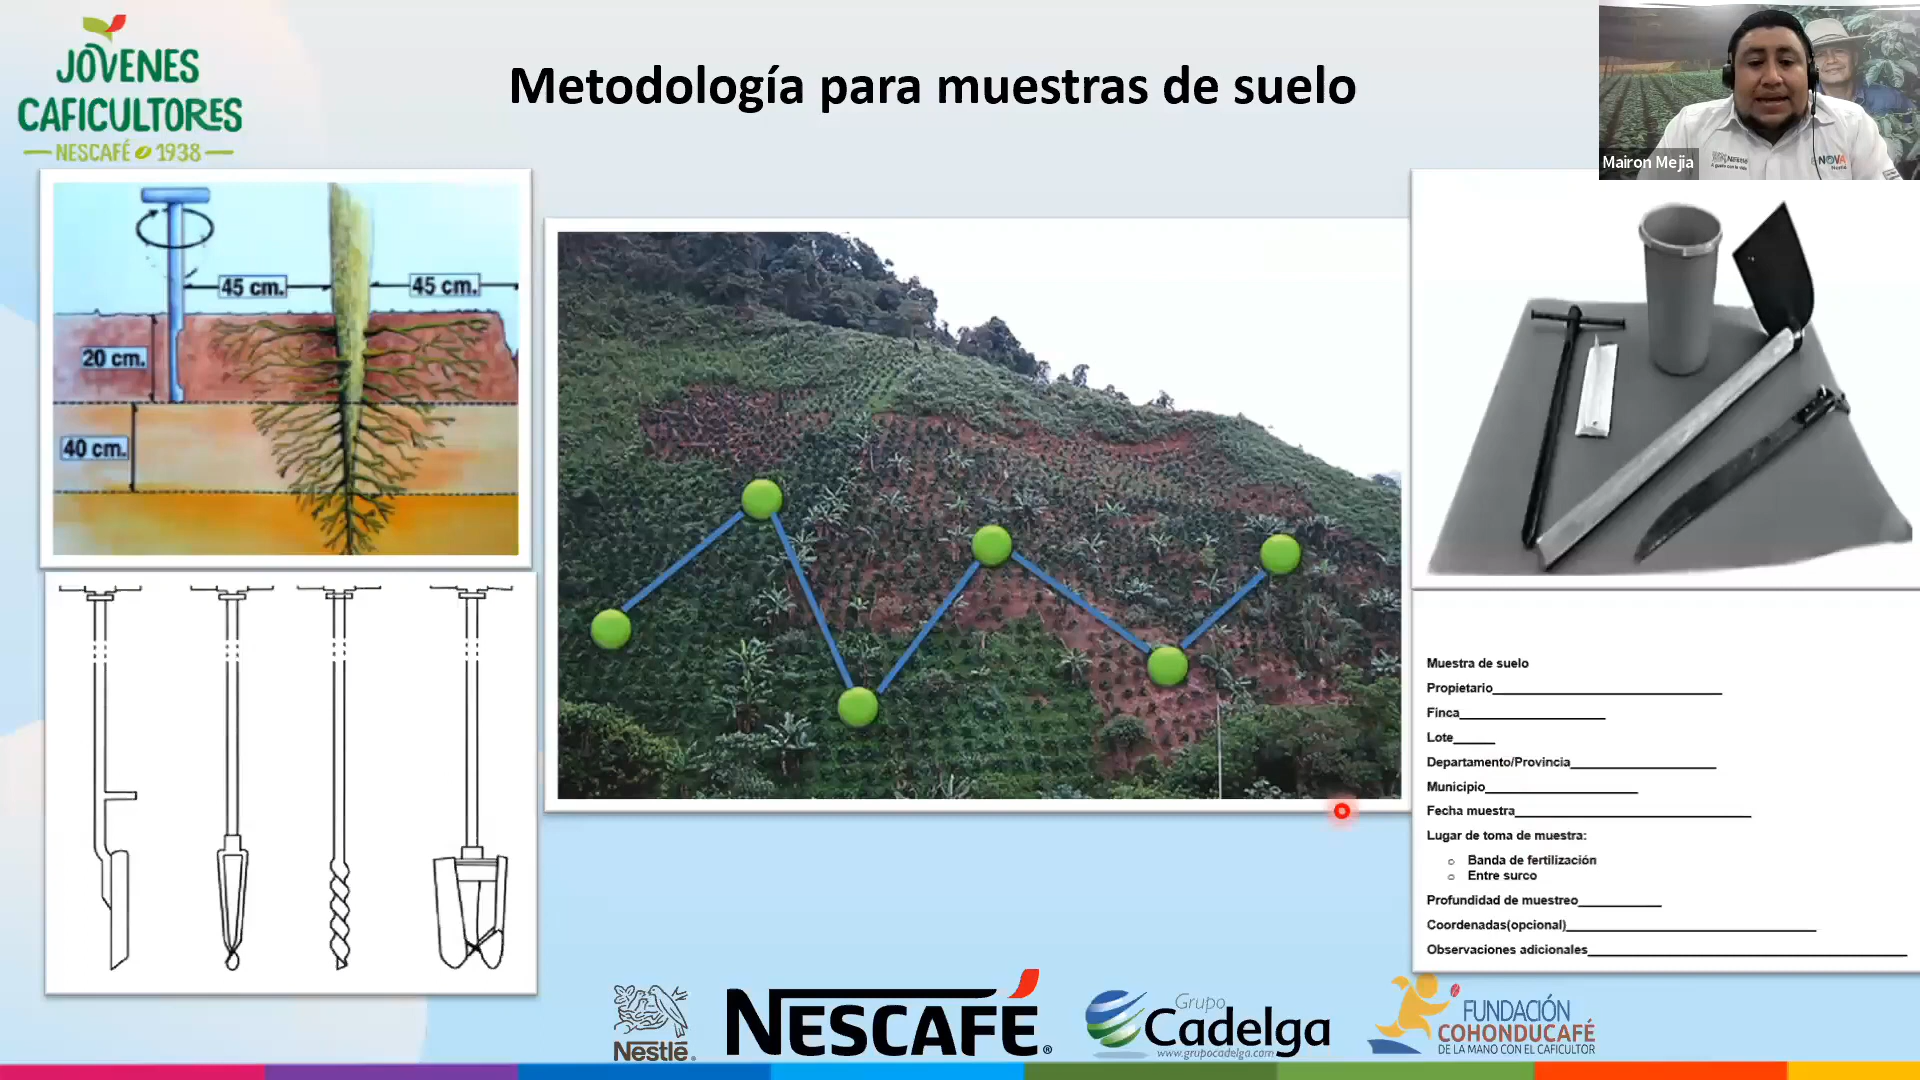 JÓVENES
CAFICULTORES
NESCAFÉ 1938
Metodología para muestras de suelo
Mairon Mejia
Nestlé
NOVA
45 cm.
45 cm.
20 cm.
40 cm.
Muestra de suelo
Propietario
Finca
Lote
Departamento/Provincia
Municipio
Fecha muestra
Lugar de toma de muestra:
Banda de fertilización
Entre surco
Profundidad de muestreo
Coordenadas(opcional)
Observaciones adicionales
Nestlé®
NESCAFÉ®
Grupo
Cadelga
www.grupocadelga.com
FUNDACIÓN
COHONDUCAFÉ
DE LA MANO CON EL CAFICULTOR